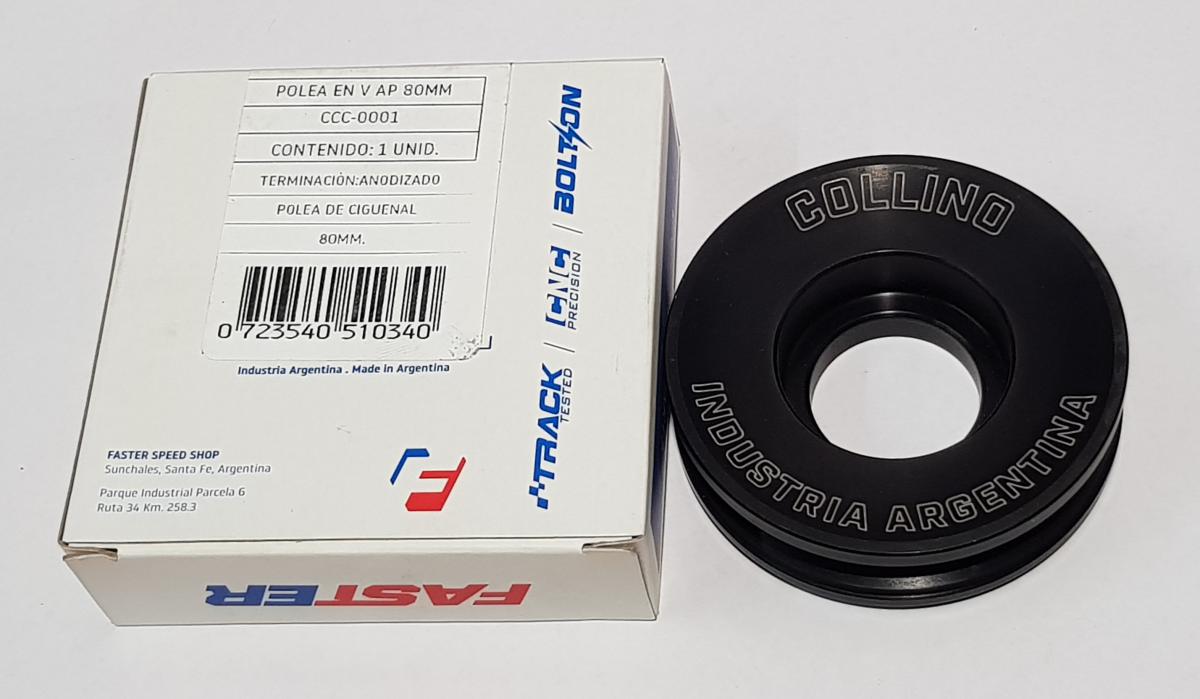 POLEA EN V AP 80MM
CCC-0001
CONTENIDO: 1 UNID.
TERMINACIÓN:ANODIZADO
POLEA DE CIGUENAL
80MM.
0 723540 510340
Industria Argentina . Made in Argentina
FASTER SPEED SHOP
Sunchales, Santa Fe, Argentina
Parque Industrial Parcela 6
Ruta 34 Km. 258.3
TRACK TESTED | CNC PRECISION | BOLTON
FASTER
COLLINO
INDUSTRIA ARGENTINA